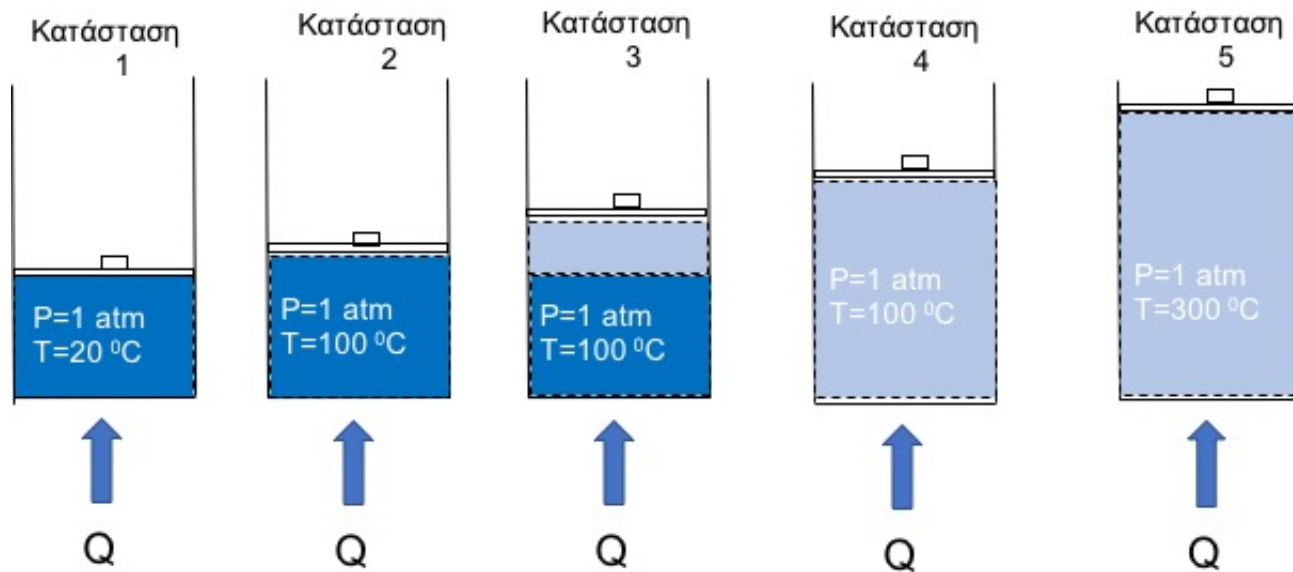 Κατάσταση
1
Κατάσταση
2
Κατάσταση
3
Κατάσταση
4
Κατάσταση
5
P=1 atm
T=20 ⁰C
P=1 atm
T=100 ⁰C
P=1 atm
T=100 ⁰C
P=1 atm
T=100 ⁰C
P=1 atm
T=300 ⁰C
Q
Q
Q
Q
Q